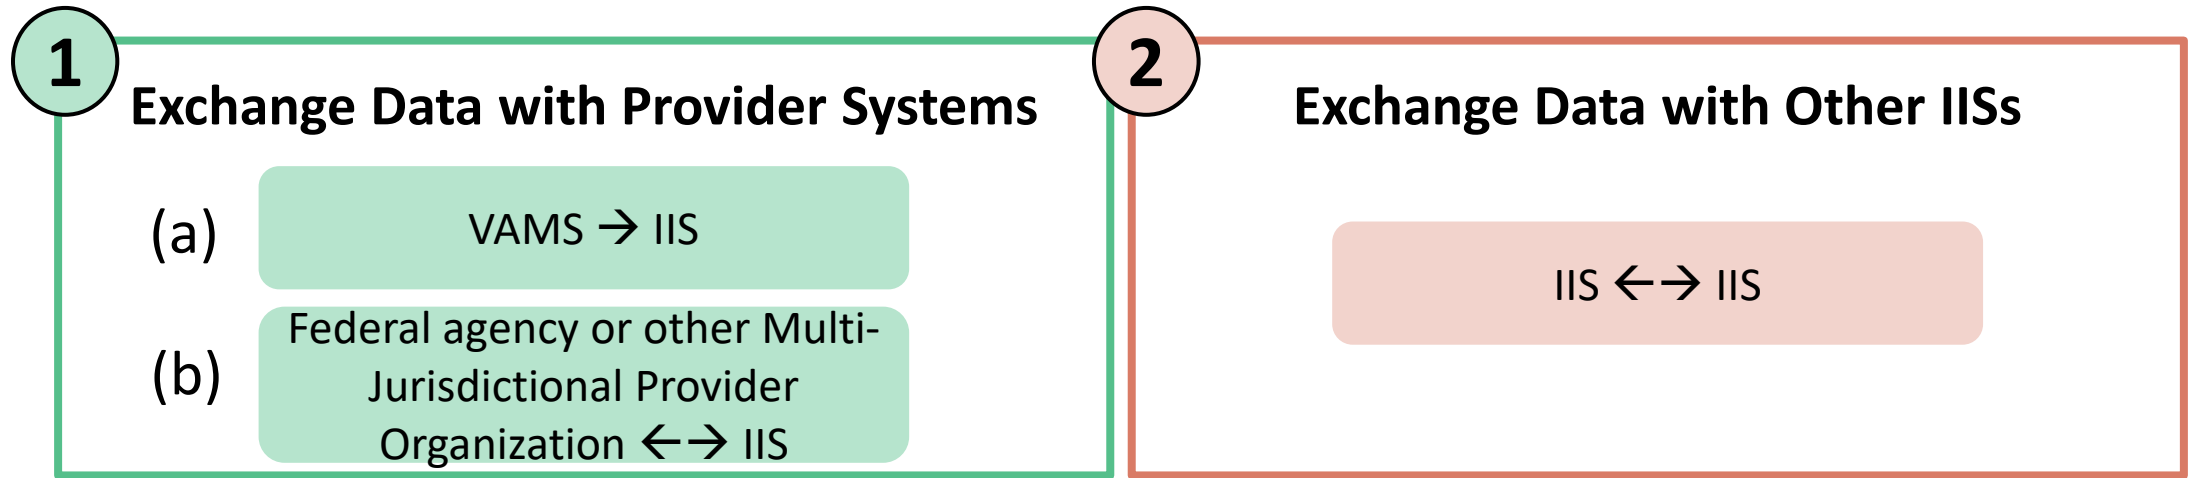 1
Exchange Data with Provider Systems
(a)
VAMS → IIS
(b)
Federal agency or other Multi-
Jurisdictional Provider
Organization ←→ IIS
2
Exchange Data with Other IISs
IIS ←→ IIS